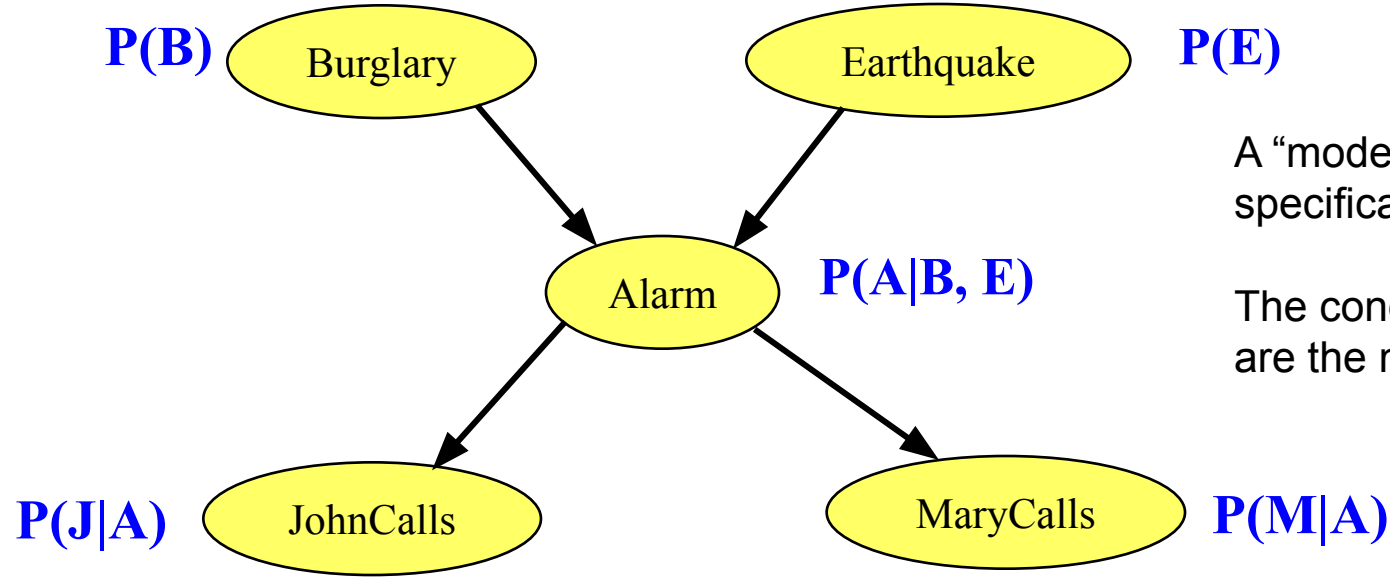 P(B) Burglary Earthquake P(E)
A “mode
specifica
Alarm P(A|B, E)
The cond
are the
P(J|A) JohnCalls MaryCalls P(M|A)